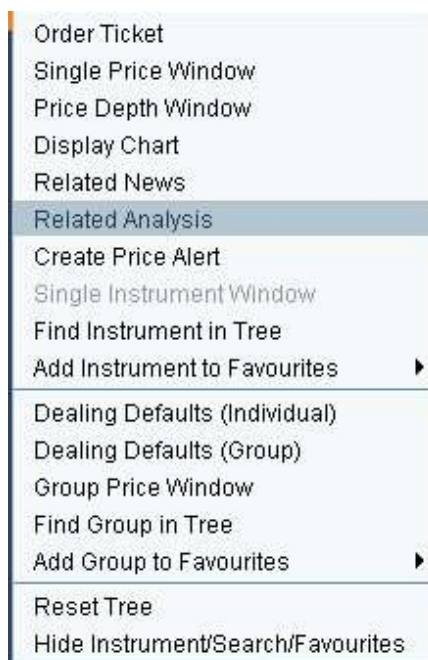 Order Ticket
Single Price Window
Price Depth Window
Display Chart
Related News
Related Analysis
Create Price Alert
Single Instrument Window
Find Instrument in Tree
Add Instrument to Favourites
Dealing Defaults (Individual)
Dealing Defaults (Group)
Group Price Window
Find Group in Tree
Add Group to Favourites
Reset Tree
Hide Instrument/Search/Favourites